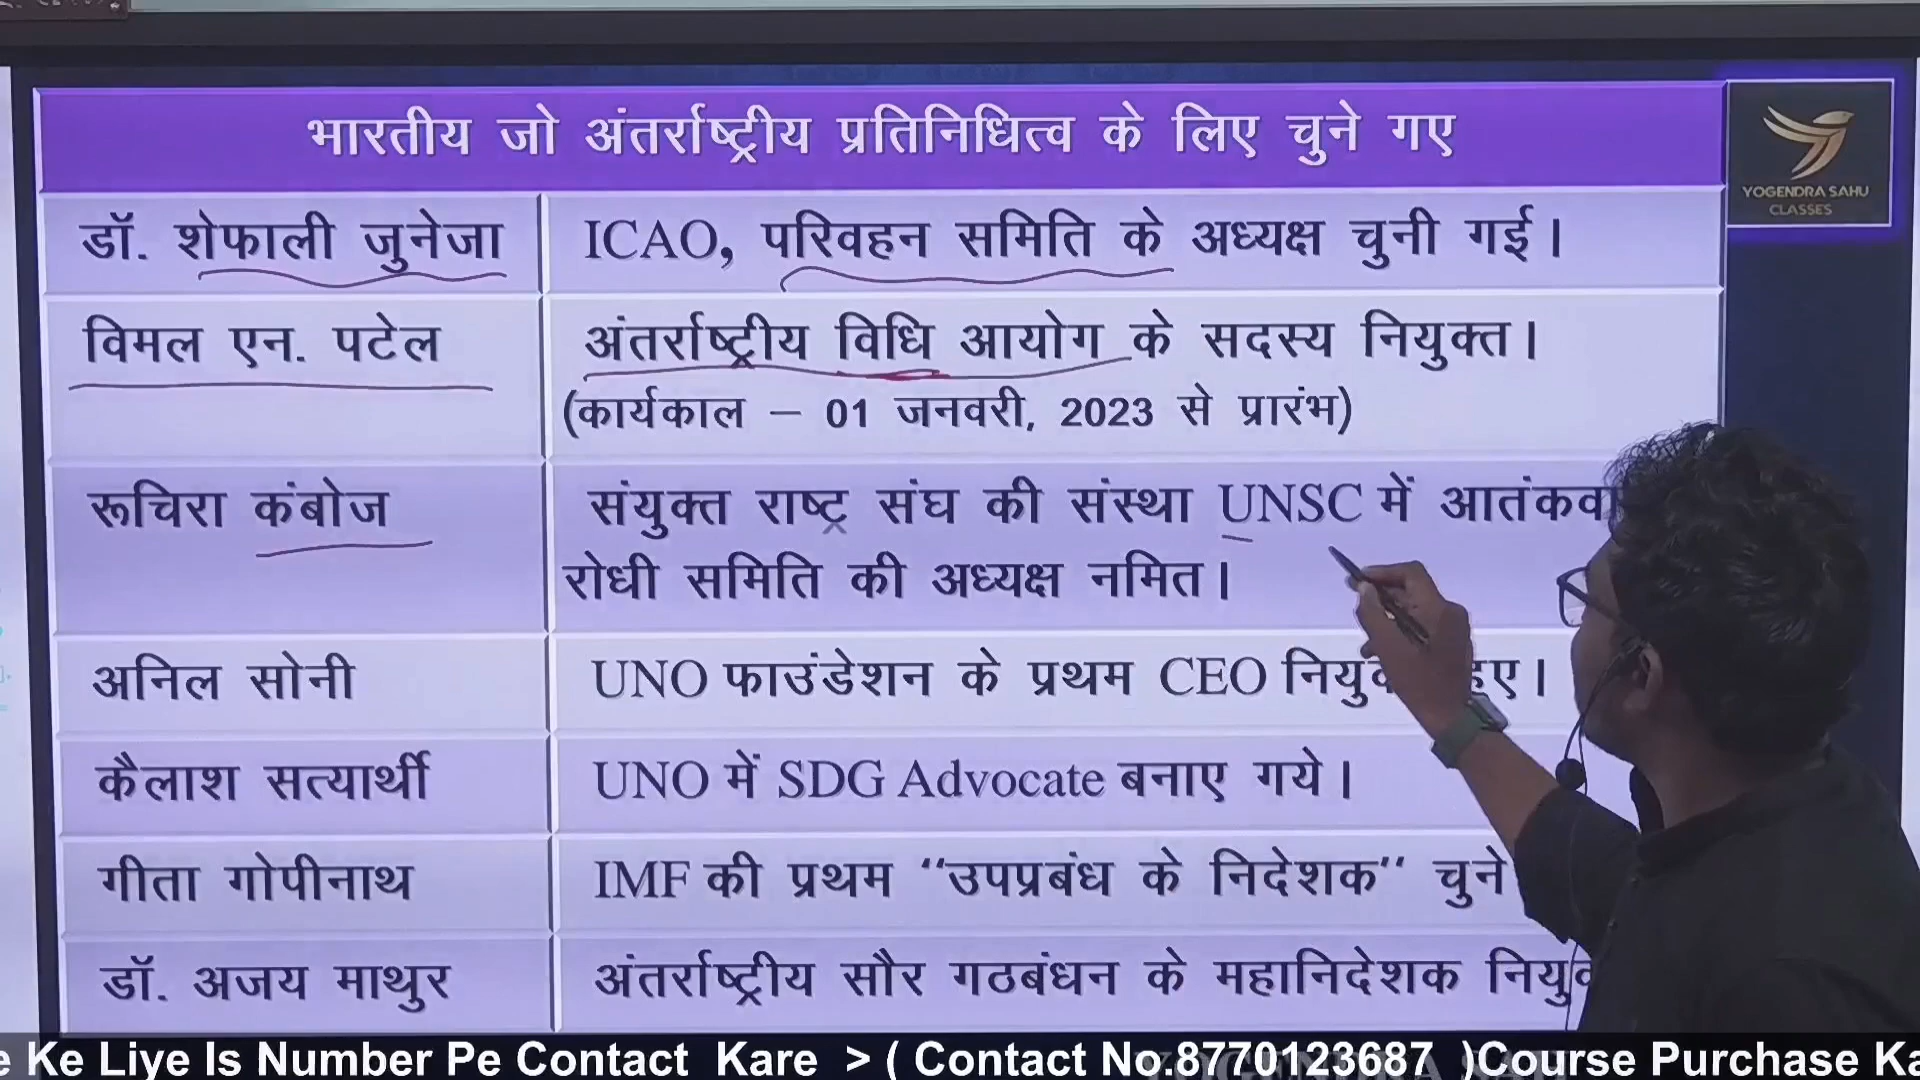 भारतीय जो अंतर्राष्ट्रीय प्रतिनिधित्व के लिए चुने गए
YOGENDRA SAHU
CLASSES
डॉ. शेफाली जुनेजा
ICAO, परिवहन समिति के अध्यक्ष चुनी गई।
विमल एन. पटेल
अंतर्राष्ट्रीय विधि आयोग के सदस्य नियुक्त।
(कार्यकाल – 01 जनवरी, 2023 से प्रारंभ)
रूचिरा कंबोज
संयुक्त राष्ट्र संघ की संस्था UNSC में
रोधी समिति की अध्यक्ष नमित।
अनिल सोनी
UNO फाउंडेशन के प्रथम CEO
कैलाश सत्यार्थी
UNO में SDG Advocate बनाए गये।
गीता गोपीनाथ
IMF की प्रथम “उपप्रबंध के निदेशक” चुने
डॉ. अजय माथुर
अंतर्राष्ट्रीय सौर गठबंधन के महानिदेशक
Ke Liye Is Number Pe Contact Kare > ( Contact No.8770123687 )Course Purchase